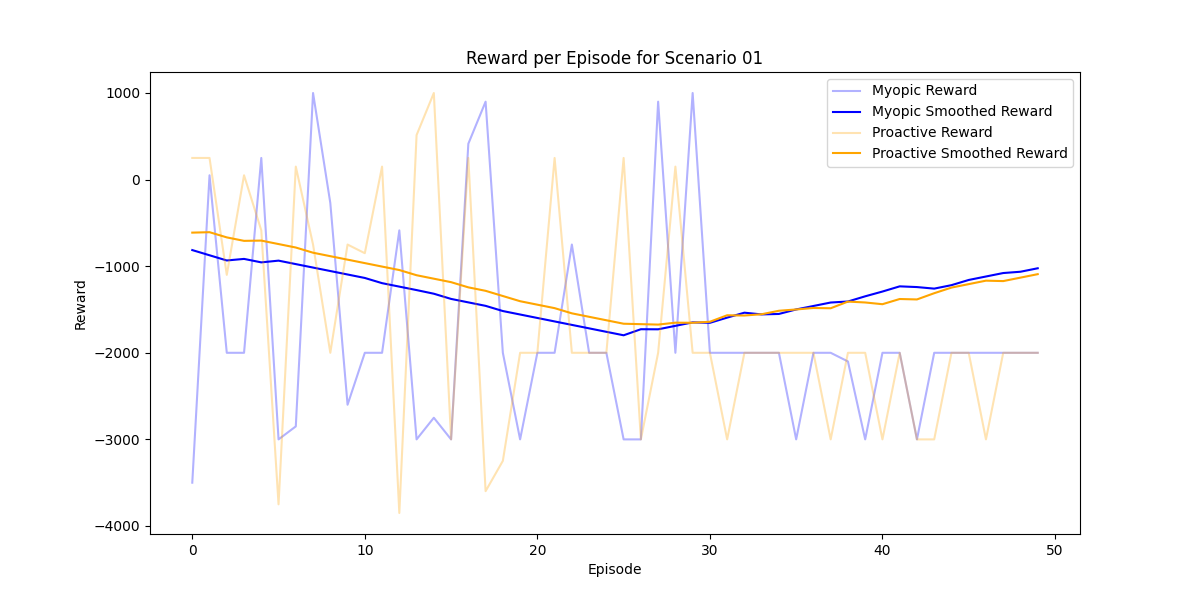 Reward per Episode for Scenario 01
Myopic Reward
Myopic Smoothed Reward
Proactive Reward
Proactive Smoothed Reward
Reward
1000
0
−1000
−2000
−3000
−4000
0 10 20 30 40 50
Episode